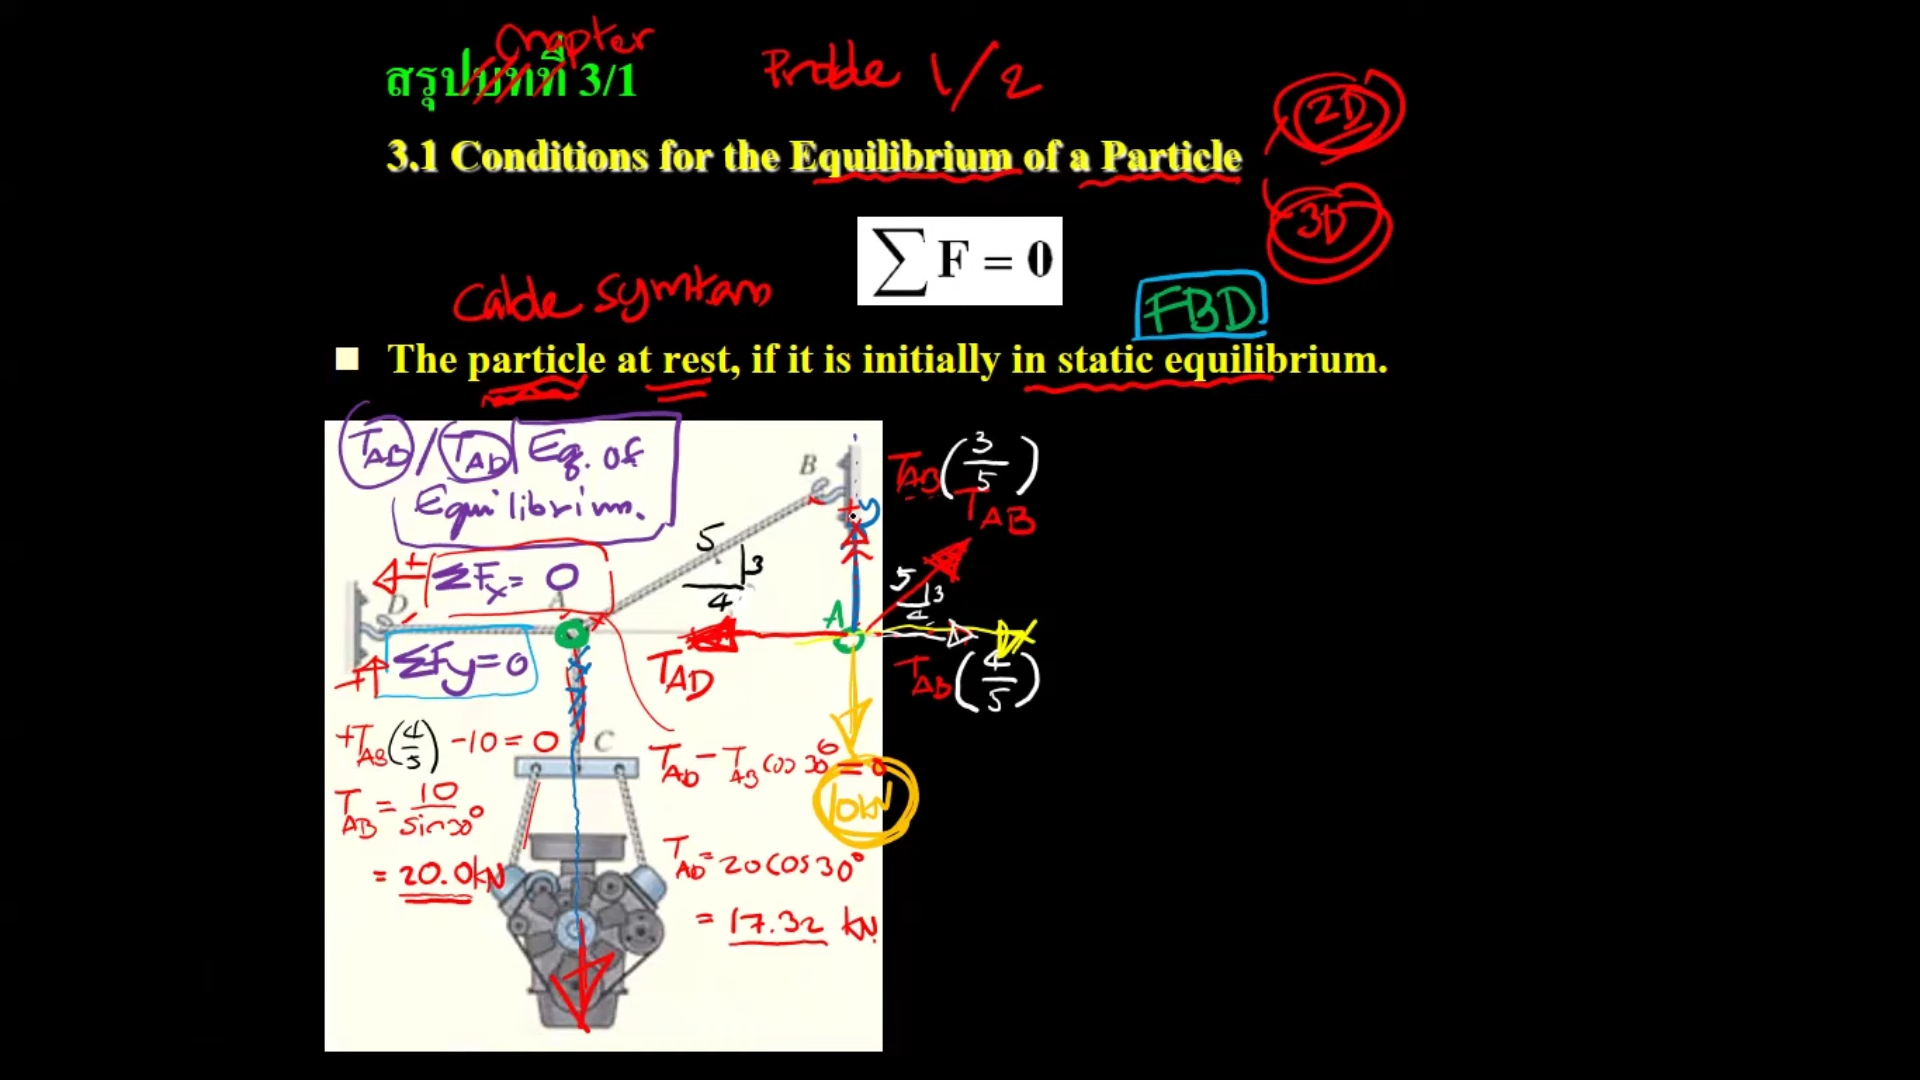 Chapter
สรุปบทที่ 3/1
Proble 1/2
2D
3.1 Conditions for the Equilibrium of a Particle
3D
∑ F = 0
Cable symtam
FBD
The particle at rest, if it is initially in static equilibrium.
TAB / TAD Eq. of
Equilibrium.
B
TAB (3/5)
TAB
y
5
3
4
+ ΣFx = 0
D
A
A
5
3
4
+ ΣFy = 0
TAD
TAB (4/5)
+TAB (4/5) -10 = 0
C
TAD - TAB cos 30° = 0
10kN
TAB = 10/sin30°
= 20.0kN
TAD = 20 cos 30°
= 17.32 kN